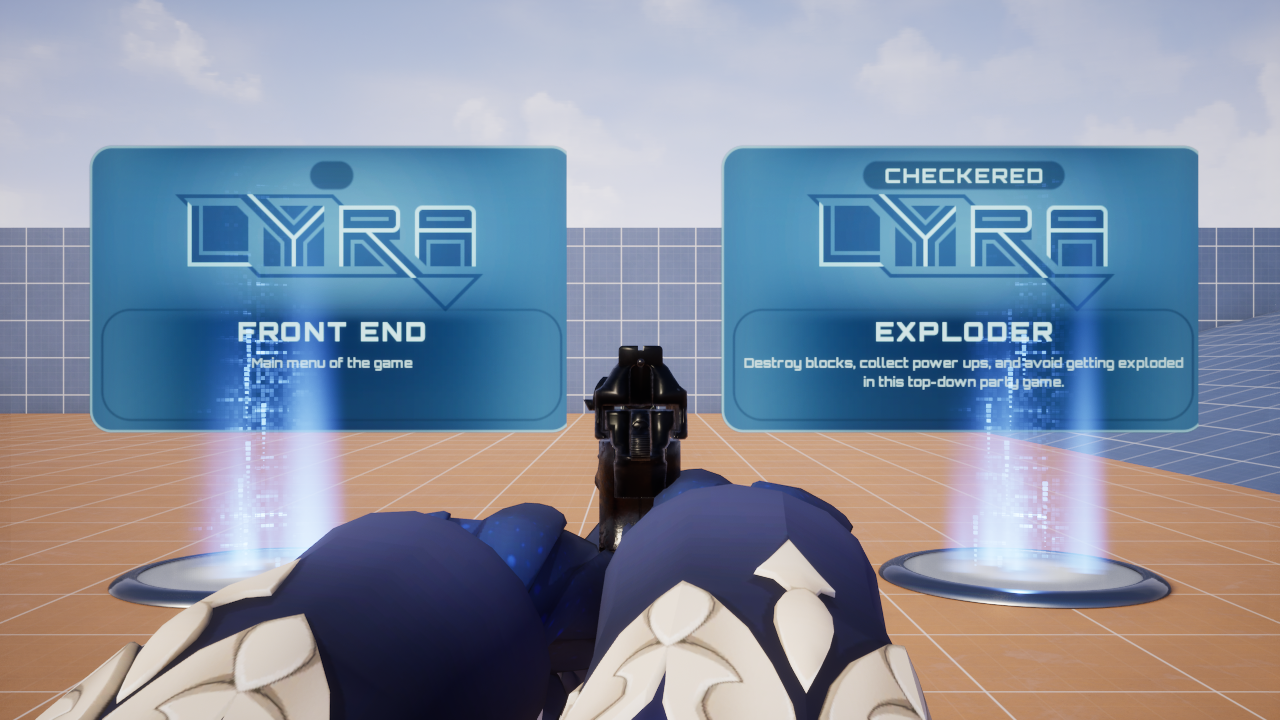 LYRA
FRONT END
Main menu of the game
CHECKERED
LYRA
EXPLODER
Destroy blocks, collect power ups, and avoid getting exploded
in this top-down party game.